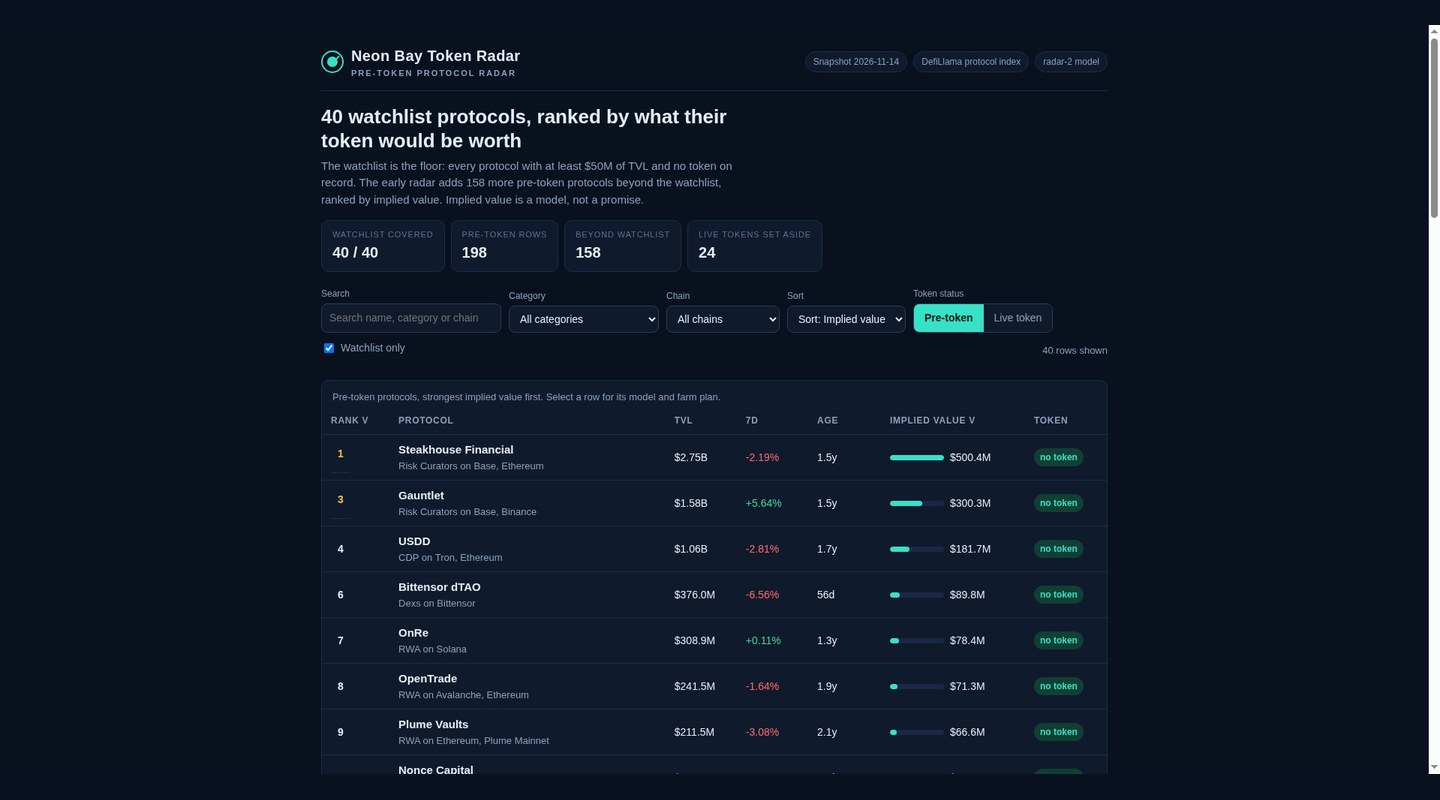 Neon Bay Token Radar
PRE-TOKEN PROTOCOL RADAR
Snapshot 2026-11-14
DefiLlama protocol index
radar-2 model
40 watchlist protocols, ranked by what their
token would be worth
The watchlist is the floor: every protocol with at least $50M of TVL and no token on
record. The early radar adds 158 more pre-token protocols beyond the watchlist,
ranked by implied value. Implied value is a model, not a promise.
WATCHLIST COVERED
40 / 40
PRE-TOKEN ROWS
198
BEYOND WATCHLIST
158
LIVE TOKENS SET ASIDE
24
Search
Search name, category or chain
Category
All categories
Chain
All chains
Sort
Sort: Implied value
Token status
Pre-token
Live token
Watchlist only
40 rows shown
Pre-token protocols, strongest implied value first. Select a row for its model and farm plan.
RANK V PROTOCOL TVL 7D AGE IMPLIED VALUE V TOKEN
1 Steakhouse Financial $2.75B -2.19% 1.5y $500.4M no token
Risk Curators on Base, Ethereum
3 Gauntlet $1.58B +5.64% 1.5y $300.3M no token
Risk Curators on Base, Binance
4 USDD $1.06B -2.81% 1.7y $181.7M no token
CDP on Tron, Ethereum
6 Bittensor dTAO $376.0M -6.56% 56d $89.8M no token
Dexs on Bittensor
7 OnRe $308.9M +0.11% 1.3y $78.4M no token
RWA on Solana
8 OpenTrade $241.5M -1.64% 1.9y $71.3M no token
RWA on Avalanche, Ethereum
9 Plume Vaults $211.5M -3.08% 2.1y $66.6M no token
RWA on Ethereum, Plume Mainnet
Nonce Capital